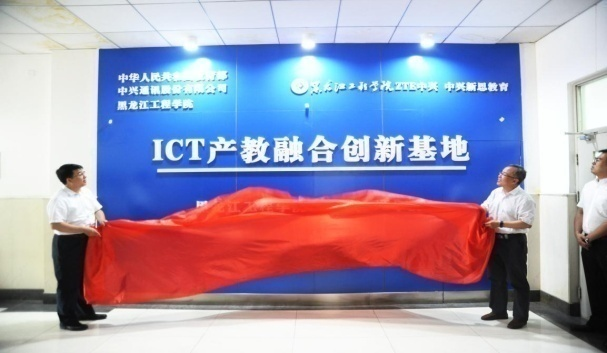 中华人民共和国教育部
中兴通讯股份有限公司
黑龙江工程学院
黑龙江工程学院 ZTE中兴 中兴新思教育
ICT产教融合创新基地